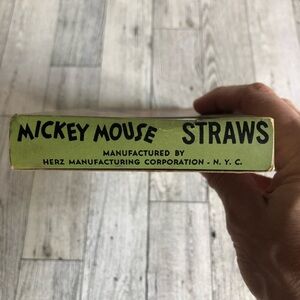 MICKEY MOUSE STRAWS
MANUFACTURED BY
HERZ MANUFACTURING CORPORATION - N. Y. C.